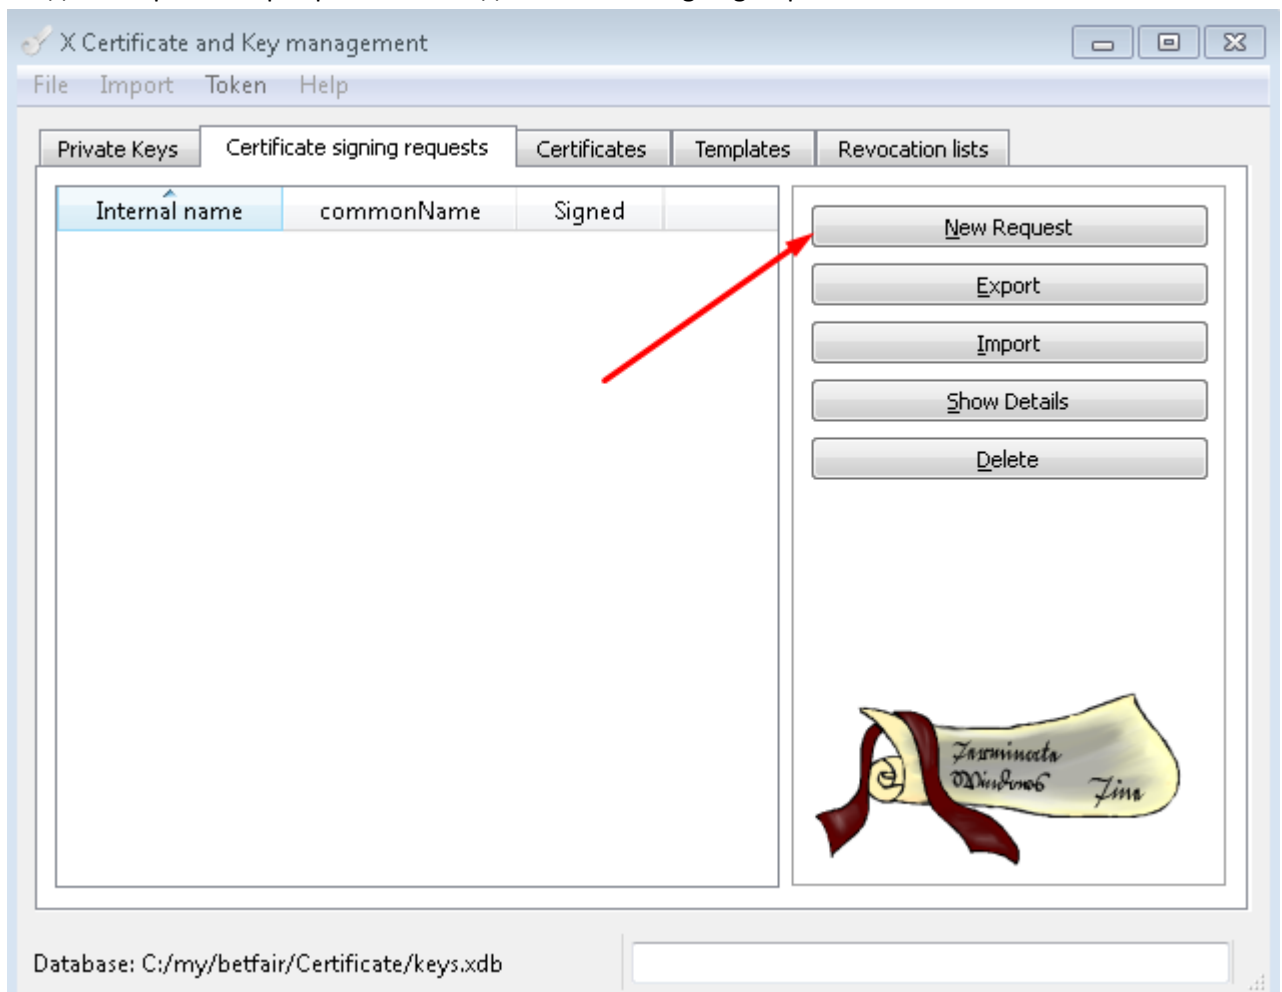 X Certificate and Key management
File Import Token Help
Private Keys Certificate signing requests Certificates Templates Revocation lists
Internal name commonName Signed
New Request
Export
Import
Show Details
Delete
Windows
Database: C:/my/betfair/Certificate/keys.xdb